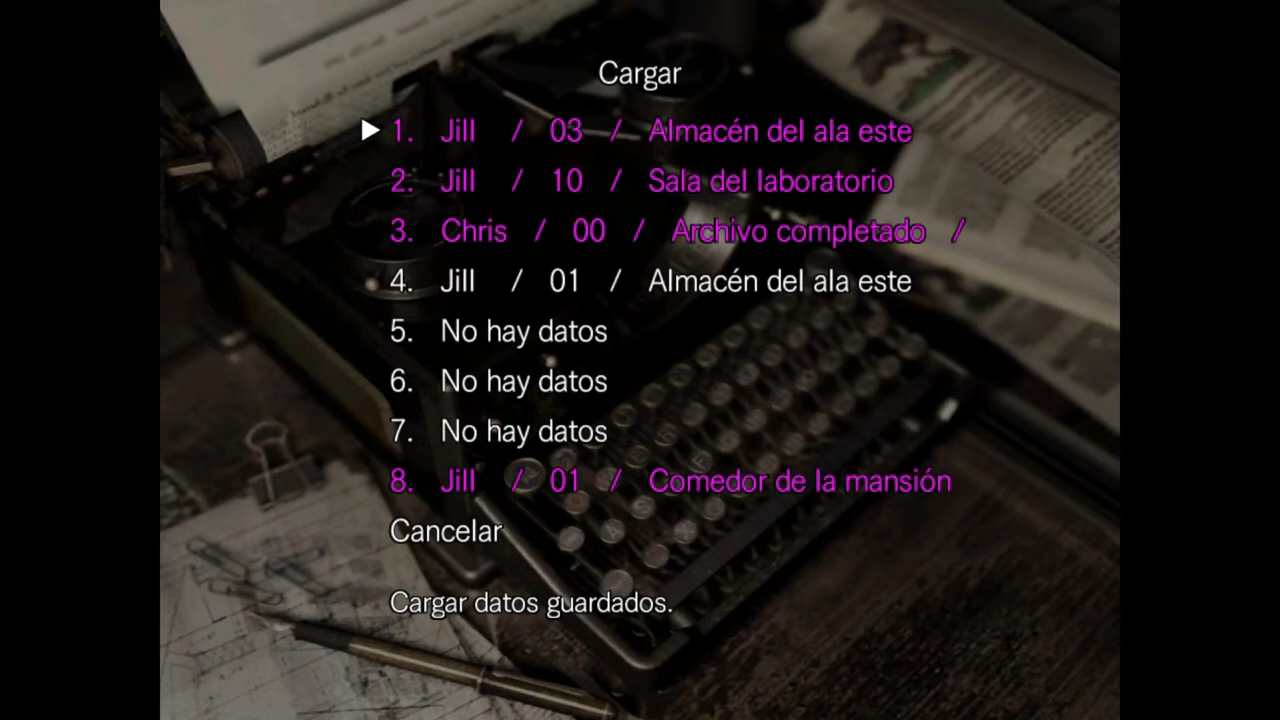 Cargar
1. Jill / 03 / Almacén del ala este
2. Jill / 10 / Sala del laboratorio
3. Chris / 00 / Archivo completado /
4. Jill / 01 / Almacén del ala este
5. No hay datos
6. No hay datos
7. No hay datos
8. Jill / 01 / Comedor de la mansión
Cancelar
Cargar datos guardados.